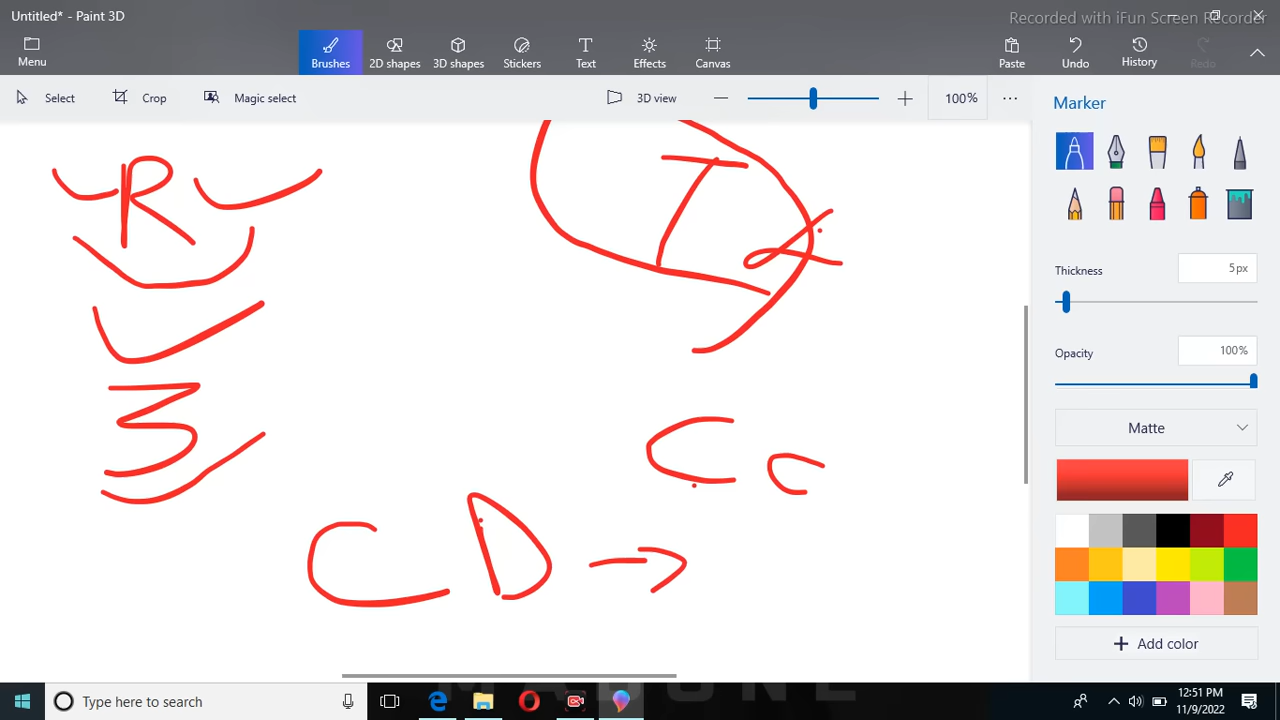 Untitled* - Paint 3D
Recorded with iFun Screen Recorder
Menu
Brushes
2D shapes
3D shapes
Stickers
Text
Effects
Canvas
Paste
Undo
History
Redo
Select
Crop
Magic select
3D view
100%
Marker
Thickness
5px
Opacity
100%
Matte
Add color
R
I
3
Cc
CD →
Type here to search
12:51 PM
11/9/2022